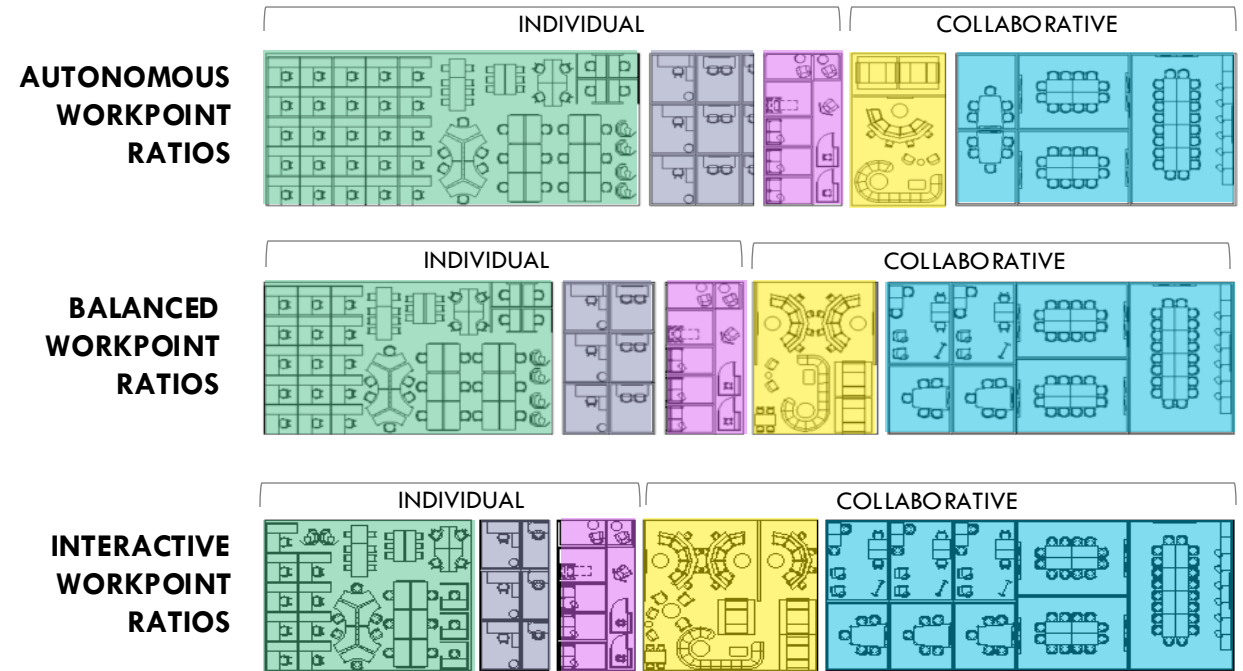 INDIVIDUAL
COLLABORATIVE
AUTONOMOUS
WORKPOINT
RATIOS
INDIVIDUAL
COLLABORATIVE
BALANCED
WORKPOINT
RATIOS
INDIVIDUAL
COLLABORATIVE
INTERACTIVE
WORKPOINT
RATIOS